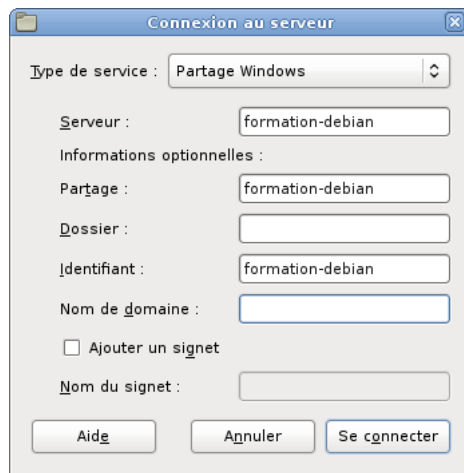 Connexion au serveur
Type de service : Partage Windows
Serveur : formation-debian
Informations optionnelles :
Partage : formation-debian
Dossier :
Identifiant : formation-debian
Nom de domaine :
Ajouter un signet
Nom du signet :
Aide Annuler Se connecter